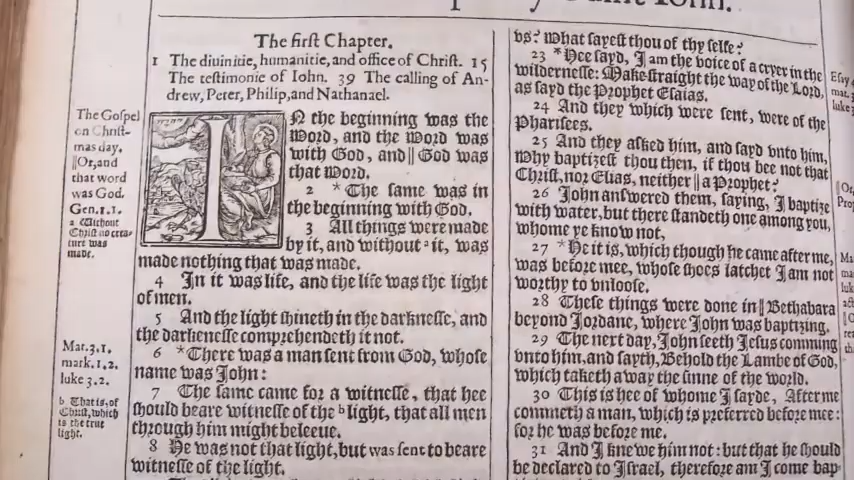 Iohn.
The first Chapter.
1 The diuinitie, humanitie, and office of Christ. 15
The testimonie of Iohn. 39 The calling of An-
drew, Peter, Philip, and Nathanael.
IN the beginning was the
Word, and the Word was
with God, and || God was
that Word.
2 * The same was in
the beginning with God.
3 All things were made
by it, and without ᵃ it, was
made nothing that was made.
4 In it was life, and the life was the light
of men.
5 And the light shineth in the darknesse, and
the darkenesse comprehendeth it not.
6 *There was a man sent from God, whose
name was John:
7 The same came for a witnesse, that hee
should beare witnesse of the ᵇ light, that all men
through him might beleeue.
8 He was not that light, but was sent to beare
witnesse of the light.
The Gospel
on Christ-
mas day.
||Or, and
that word
was God.
Gen.1.1.
a Without
Christ no crea-
ture was
made.
Mat.3.1.
mark.1.2.
luke 3.2.
b That is, of
Christ, which
is the true
light.
vs? What sayest thou of thy selfe?
23 *Hee sayd, I am the voice of a cryer in the
wildernesse: Make straight the way of the Lord,
as sayd the Prophet Esaias.
24 And they which were sent, were of the
Pharisees.
25 And they asked him, and sayd vnto him,
Why baptizest thou then, if thou bee not that
Christ, nor Elias, neither || a Prophet?
26 John answered them, saying, I baptize
with water, but there standeth one among you,
whome ye know not,
27 *He it is, which though he came after me,
was before mee, whose shoes latchet I am not
worthy to vnloose.
28 These things were done in || Bethabara
beyond Jordane, where John was baptizing.
29 The next day, John seeth Jesus comming
vnto him, and sayth, Behold the Lambe of God,
which taketh away the sinne of the world.
30 This is hee of whome I sayde, After me
commeth a man, which is preferred before mee:
for he was before me.
31 And I knewe him not: but that he should
be declared to Israel, therefore am I come bap-
Esay
mat.
luke
||Or,
Prop